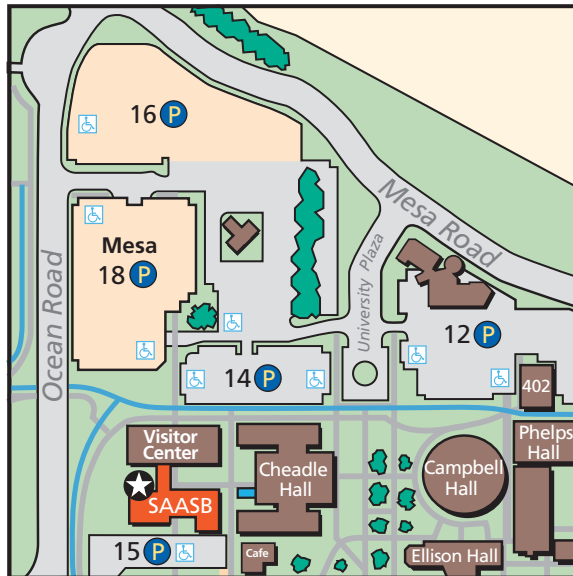 16 P
Mesa Road
Mesa
18 P
University Plaza
Ocean Road
12 P
14 P
402
Visitor
Center
Phelps
Hall
Cheadle
Hall
Campbell
Hall
SAASB
15 P
Cafe
Ellison Hall